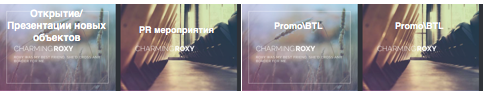 Открытие/
Презентации новых
объектов
CHARMING ROXY
PR мероприятия
CHARMING ROXY
Promo\BTL
CHARMING ROXY
Promo\BTL
CHARMING ROXY